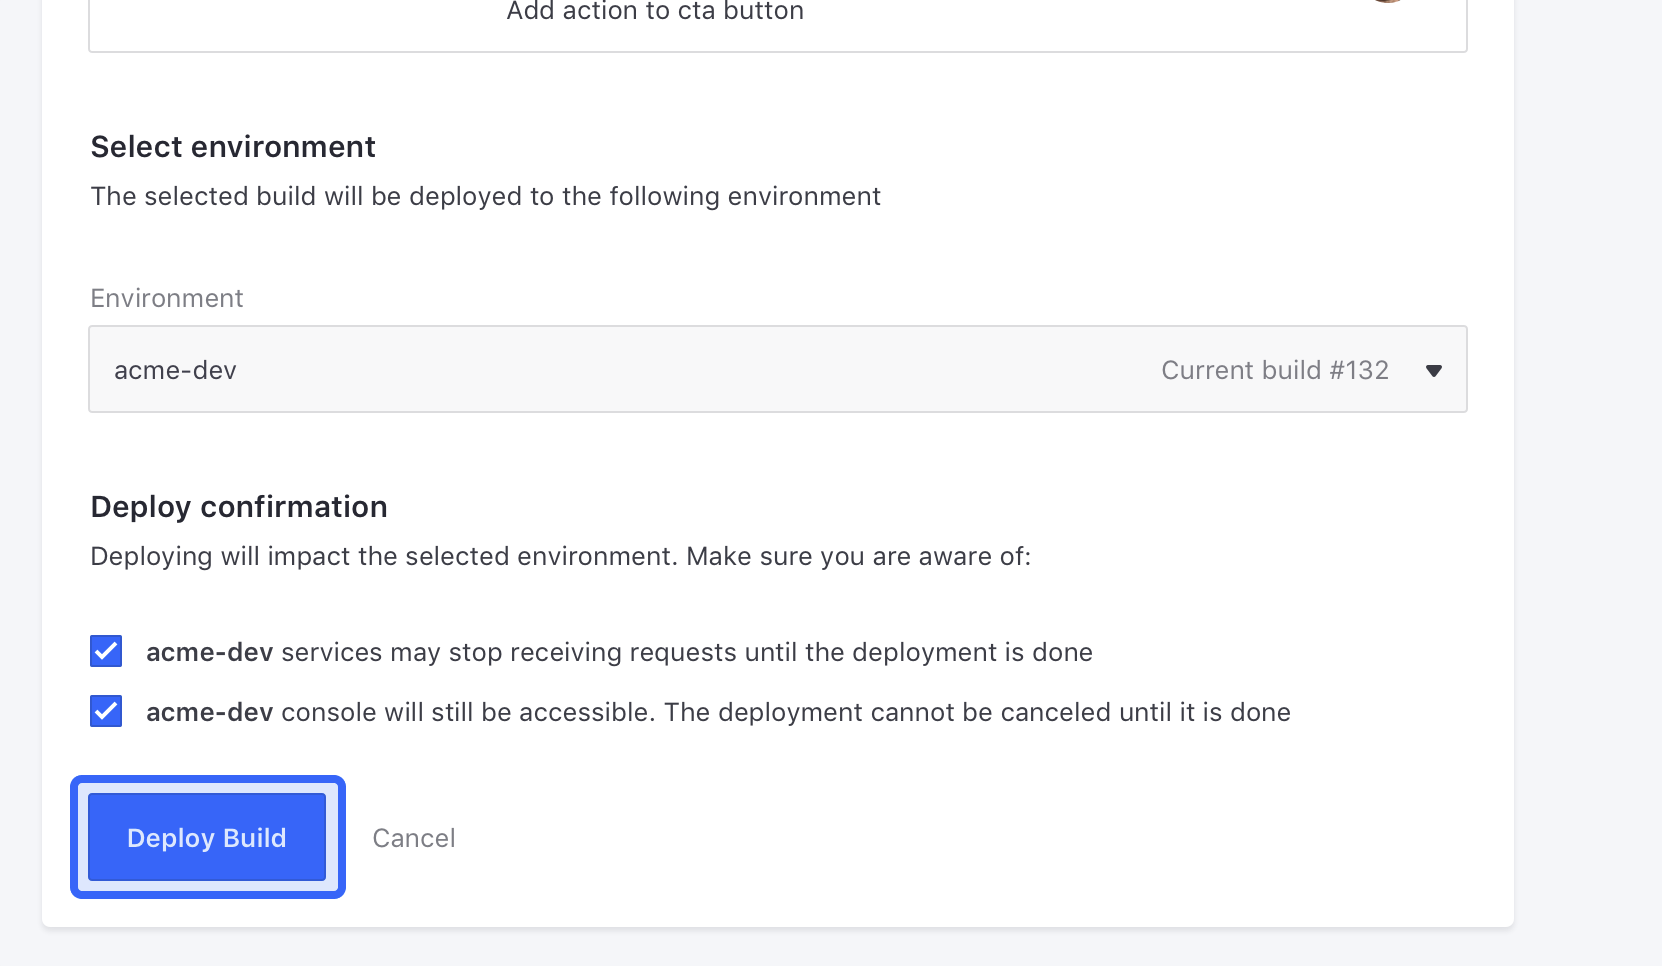 Add action to cta button
Select environment
The selected build will be deployed to the following environment
Environment
acme-dev Current build #132
Deploy confirmation
Deploying will impact the selected environment. Make sure you are aware of:
acme-dev services may stop receiving requests until the deployment is done
acme-dev console will still be accessible. The deployment cannot be canceled until it is done
Deploy Build Cancel